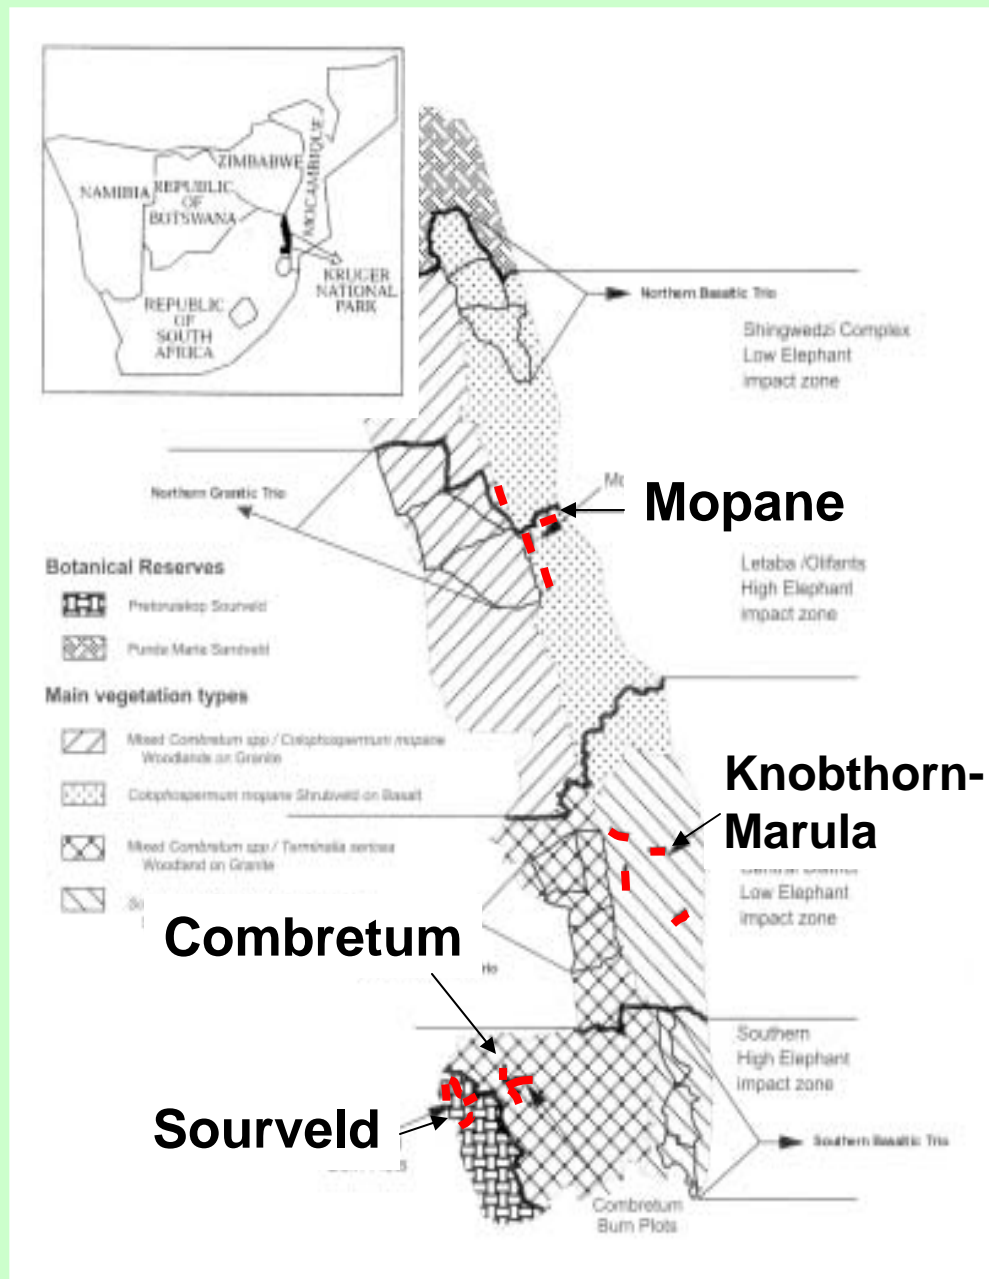 ZIMBABWE
MOCAMBIQUE
NAMIBIA
REPUBLIC
OF
BOTSWANA
KRUGER
NATIONAL
PARK
REPUBLIC
OF
SOUTH
AFRICA
Northern Basaltic Trio
Shingwedzi Complex
Low Elephant
impact zone
Northern Granitic Trio
Mo
Mopane
Botanical Reserves
Pretoriuskop Sourveld
Punda Maria Sandveld
Letaba /Olifants
High Elephant
impact zone
Main vegetation types
Mixed Combretum spp / Colophospermum mopane
Woodlands on Granite
Colophospermum mopane Shrubveld on Basalt
Mixed Combretum spp / Terminalia sericea
Woodland on Granite
Knobthorn-
Marula
Central District
Low Elephant
impact zone
Combretum
Southern
High Elephant
impact zone
Sourveld
Southern Basaltic Trio
Combretum
Burn Plots